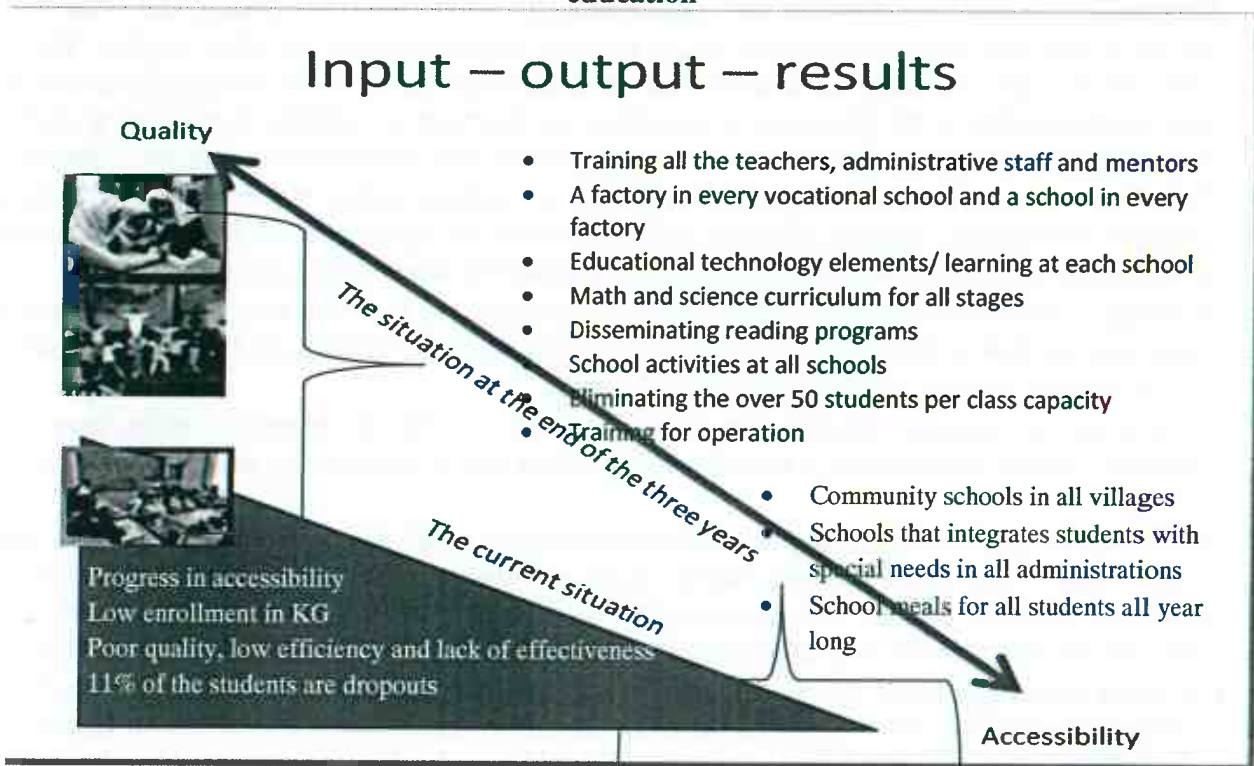 Input – output – results
Quality
• Training all the teachers, administrative staff and mentors
• A factory in every vocational school and a school in every
factory
• Educational technology elements/ learning at each school
• Math and science curriculum for all stages
• Disseminating reading programs
• School activities at all schools
• Eliminating the over 50 students per class capacity
• Training for operation
The situation at the end of the three years
• Community schools in all villages
• Schools that integrates students with
special needs in all administrations
• School meals for all students all year
long
The current situation
Progress in accessibility
Low enrollment in KG
Poor quality, low efficiency and lack of effectiveness
11% of the students are dropouts
Accessibility